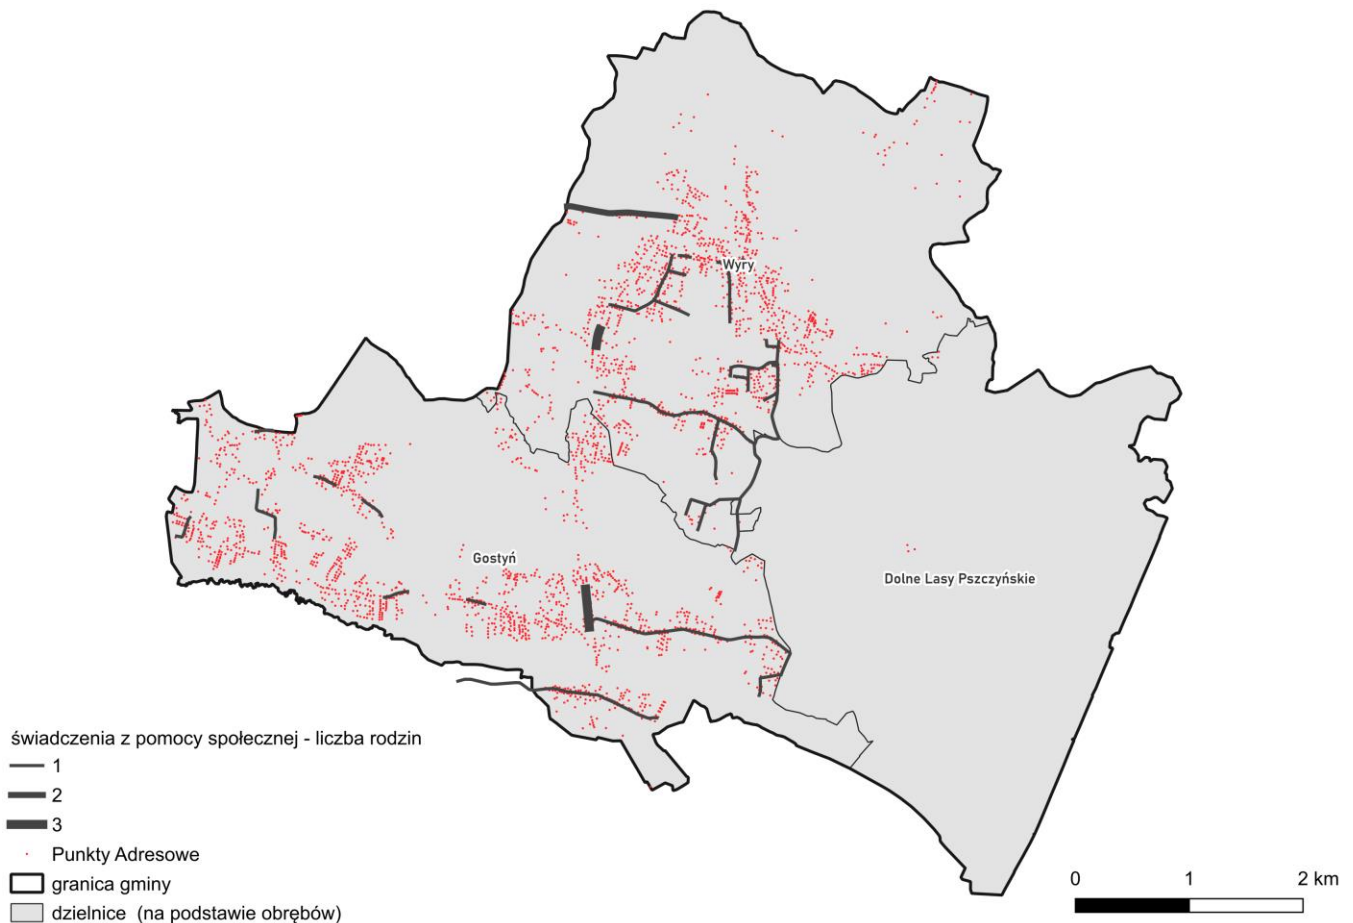 Wyry
Gostyń
Dolne Lasy Pszczyńskie
świadczenia z pomocy społecznej - liczba rodzin
1
2
3
Punkty Adresowe
granica gminy
dzielnice (na podstawie obrębów)
0 1 2 km